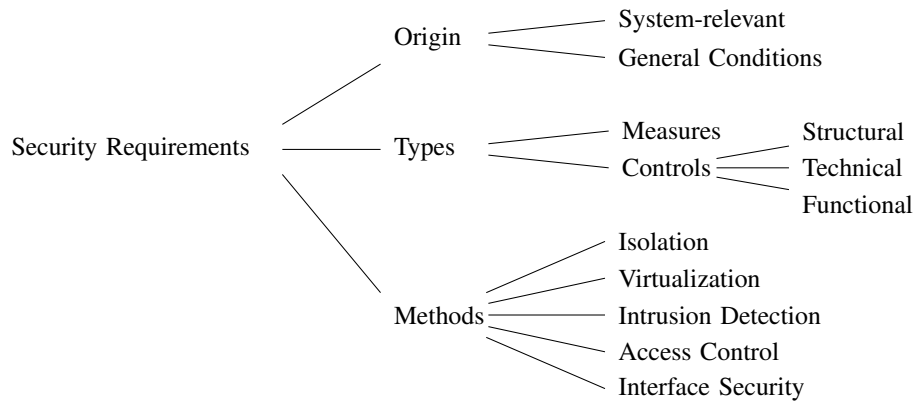 Security Requirements
Origin
System-relevant
General Conditions
Types
Measures
Controls
Structural
Technical
Functional
Methods
Isolation
Virtualization
Intrusion Detection
Access Control
Interface Security